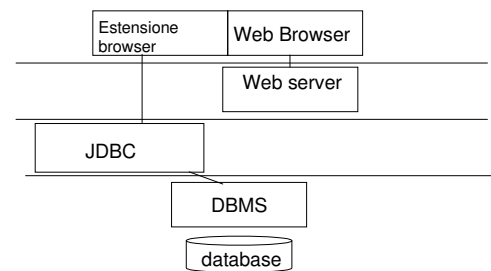 Estensione
browser
Web Browser
Web server
JDBC
DBMS
database